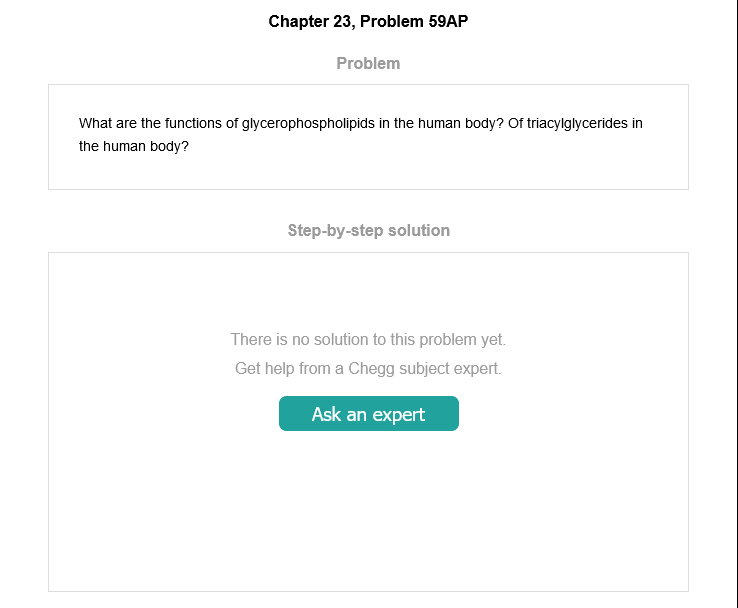 Chapter 23, Problem 59AP
Problem
What are the functions of glycerophospholipids in the human body? Of triacylglycerides in
the human body?
Step-by-step solution
There is no solution to this problem yet.
Get help from a Chegg subject expert.
Ask an expert